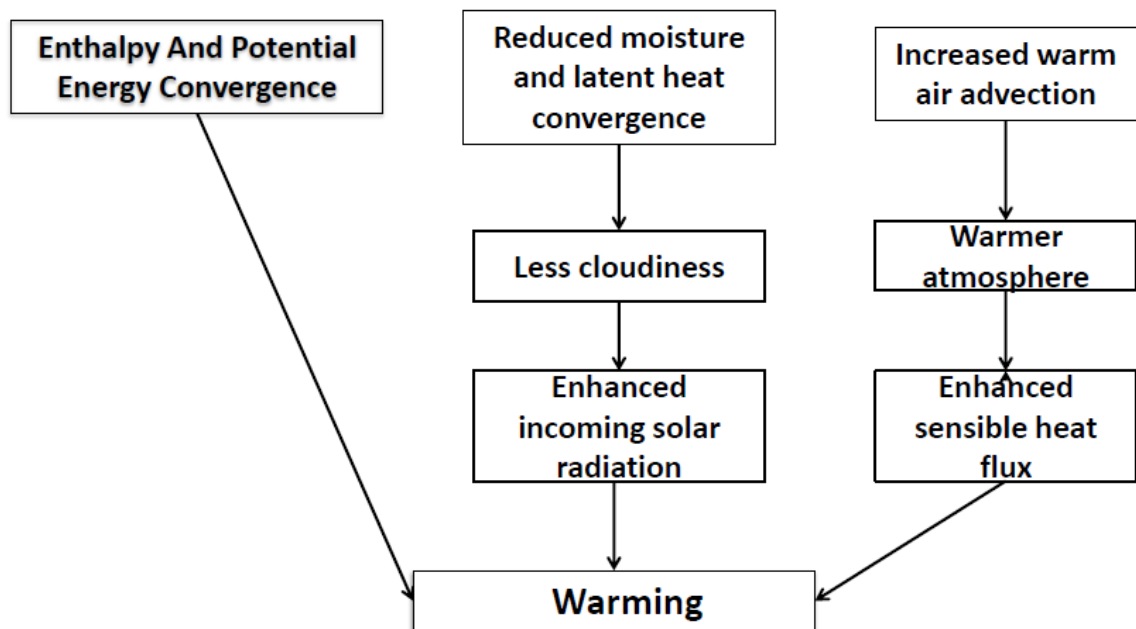 Enthalpy And Potential
Energy Convergence
Reduced moisture
and latent heat
convergence
Increased warm
air advection
Less cloudiness
Warmer
atmosphere
Enhanced
incoming solar
radiation
Enhanced
sensible heat
flux
Warming